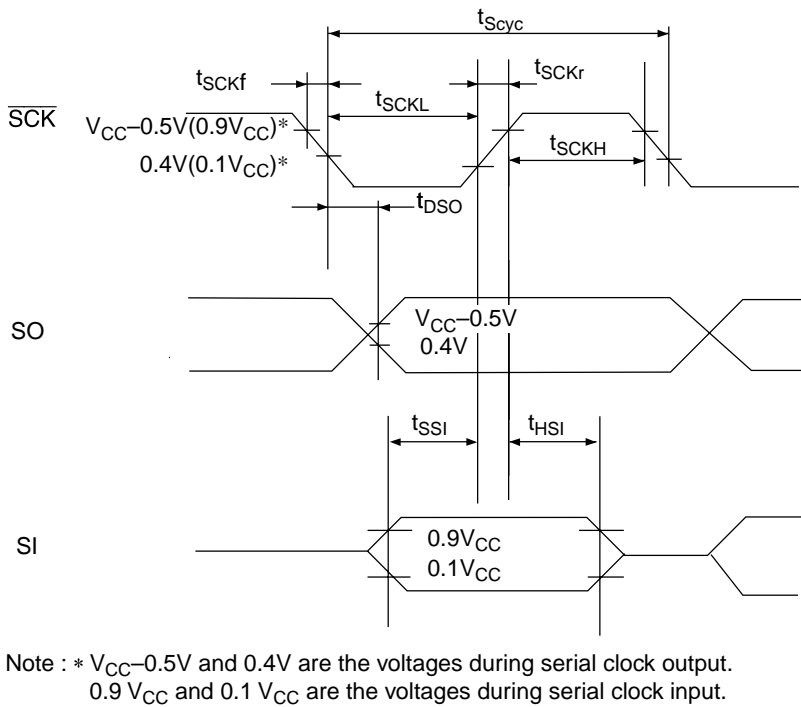 tScyc
tSCKf
tSCKr
tSCKL
SCK
VCC–0.5V(0.9VCC)*
tSCKH
0.4V(0.1VCC)*
tDSO
SO
VCC–0.5V
0.4V
tSSI
tHSI
SI
0.9VCC
0.1VCC
Note : * VCC–0.5V and 0.4V are the voltages during serial clock output.
0.9 VCC and 0.1 VCC are the voltages during serial clock input.